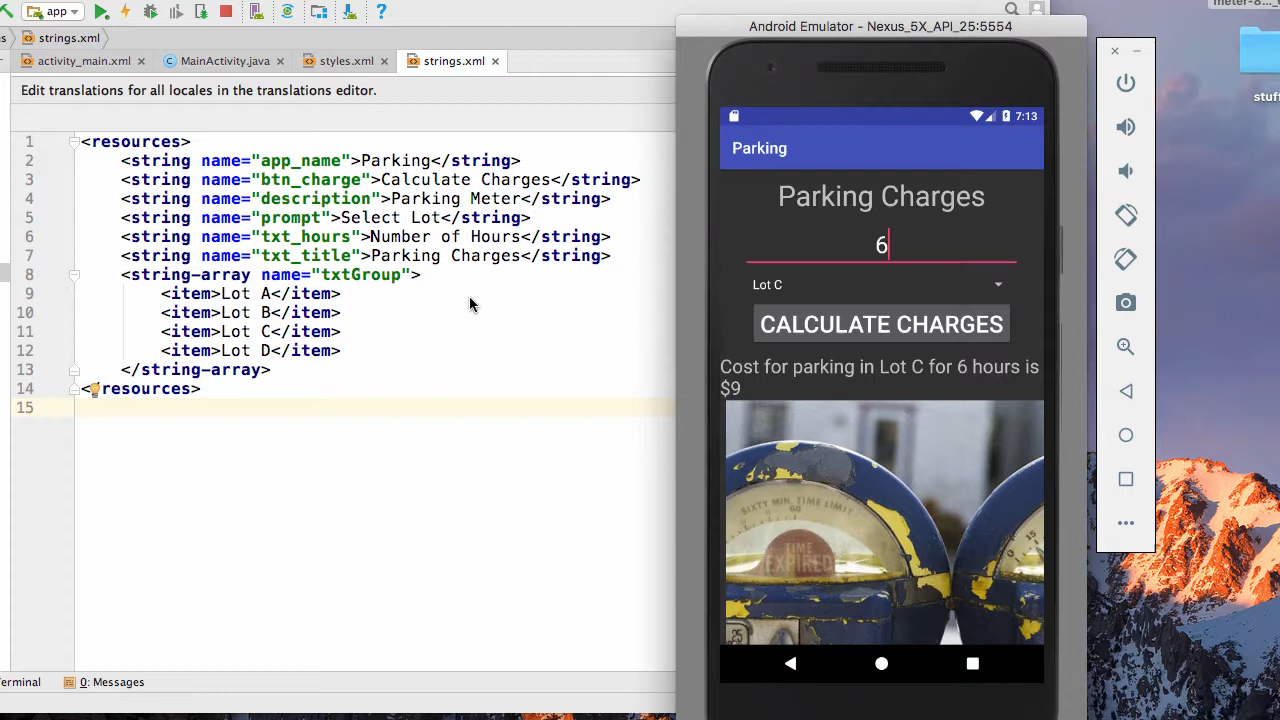 app
strings.xml
activity_main.xml
MainActivity.java
styles.xml
strings.xml
Edit translations for all locales in the translations editor.
1 <resources>
2 <string name="app_name">Parking</string>
3 <string name="btn_charge">Calculate Charges</string>
4 <string name="description">Parking Meter</string>
5 <string name="prompt">Select Lot</string>
6 <string name="txt_hours">Number of Hours</string>
7 <string name="txt_title">Parking Charges</string>
8 <string-array name="txtGroup">
9 <item>Lot A</item>
10 <item>Lot B</item>
11 <item>Lot C</item>
12 <item>Lot D</item>
13 </string-array>
14 <resources>
15
0: Messages
Android Emulator - Nexus_5X_API_25:5554
7:13
Parking
Parking Charges
6
Lot C
CALCULATE CHARGES
Cost for parking in Lot C for 6 hours is
$9
SIXTY MIN. TIME LIMIT
60
TIME
EXPIRED
15
25